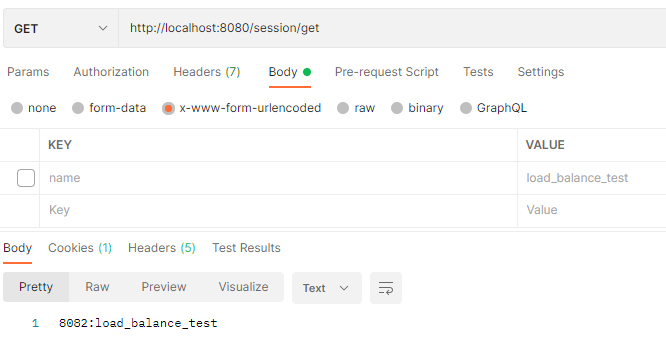 GET http://localhost:8080/session/get
Params Authorization Headers (7) Body Pre-request Script Tests Settings
none form-data x-www-form-urlencoded raw binary GraphQL
KEY VALUE
name load_balance_test
Key Value
Body Cookies (1) Headers (5) Test Results
Pretty Raw Preview Visualize Text
1 8082:load_balance_test